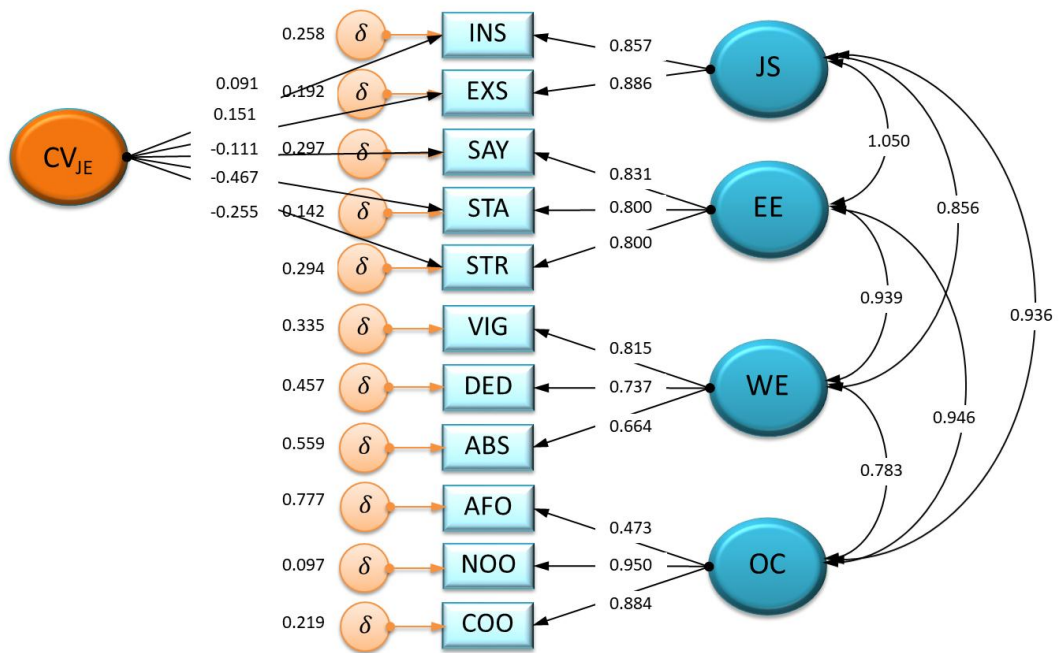 0.258 δ INS 0.857 JS
0.091
0.192 δ EXS 0.886
0.151
CV_JE
-0.111 0.297 δ SAY 0.831 1.050
-0.467
-0.255 0.142 δ STA 0.800 EE 0.856
0.294 δ STR 0.800
0.939
0.335 δ VIG 0.815 0.936
0.457 δ DED 0.737 WE
0.946
0.559 δ ABS 0.664
0.783
0.777 δ AFO 0.473
0.097 δ NOO 0.950 OC
0.219 δ COO 0.884